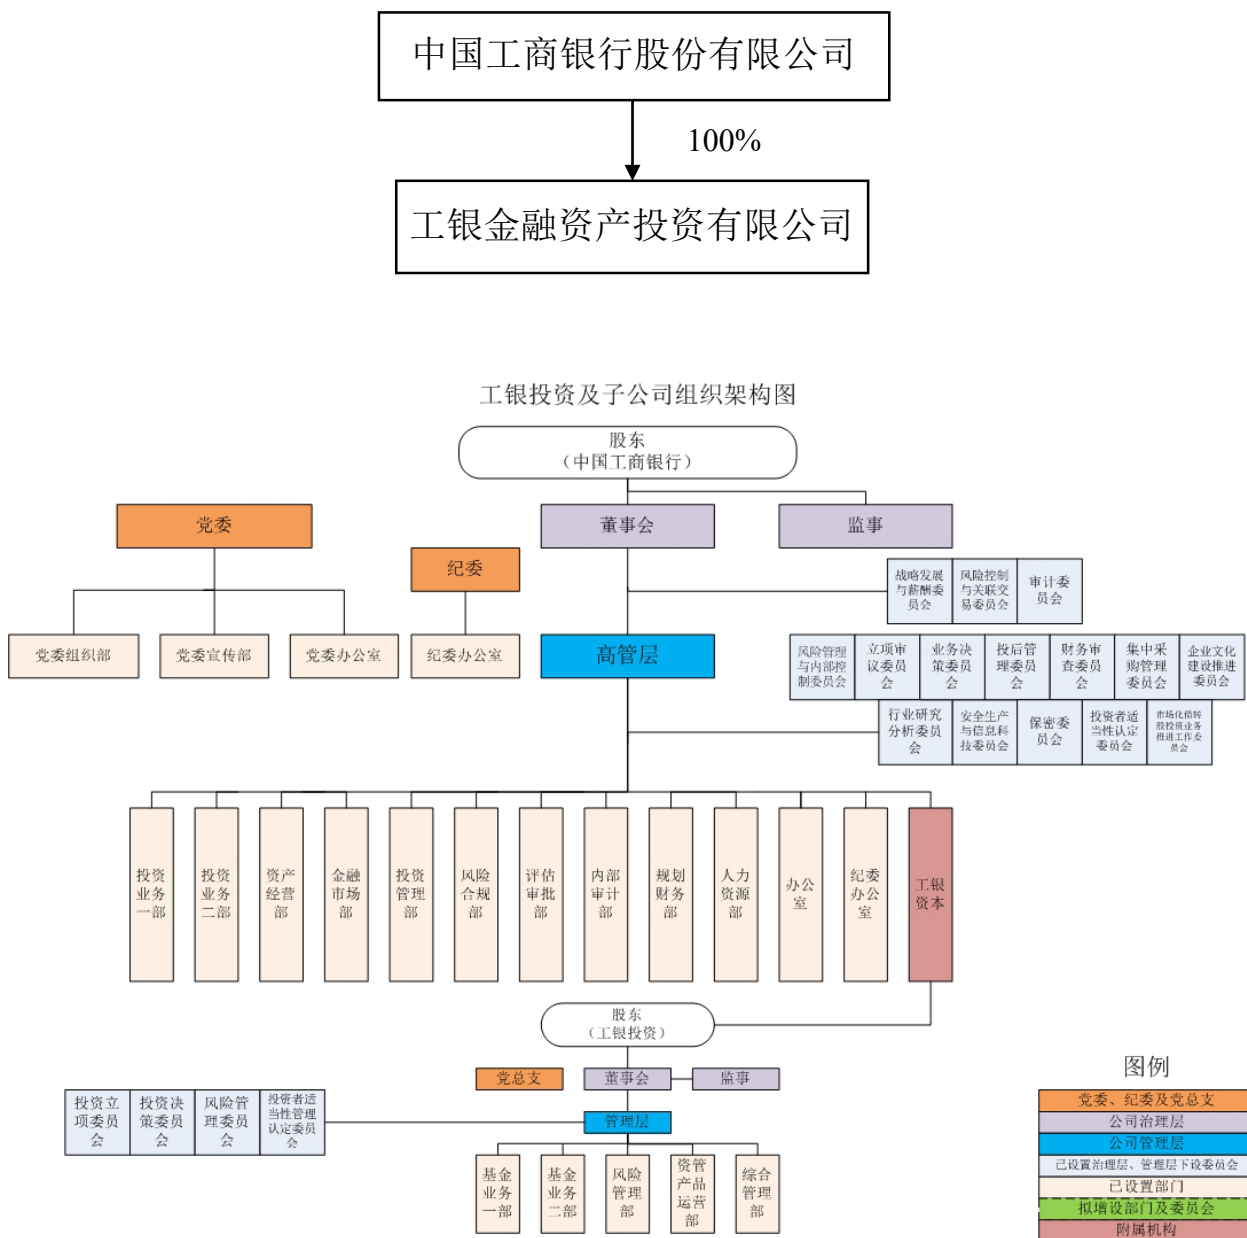 中国工商银行股份有限公司
100%
工银金融资产投资有限公司
工银投资及子公司组织架构图
股东
（中国工商银行）
党委
董事会
监事
纪委
战略发展
与薪酬委
员会
风险控制
与关联交
易委员会
审计委
员会
党委组织部
党委宣传部
党委办公室
纪委办公室
高管层
风险管理
与内部控
制委员会
立项审
议委员
会
业务决
策委员
会
投后管
理委员
会
财务审
查委员
会
集中采
购管理
委员会
企业文化
建设推进
委员会
行业研究
分析委员
会
安全生产
与信息科
技委员会
保密委
员会
投资者适
当性认定
委员会
市场化债转
股投资业务
推进工作委
员会
投资
业务
一部
投资
业务
二部
资产
经营
部
金融
市场
部
投资
管理
部
风险
合规
部
评估
审批
部
内部
审计
部
规划
财务
部
人力
资源
部
办公
室
纪委
办公
室
工银
资本
股东
（工银投资）
党总支
董事会
监事
投资立
项委员
会
投资决
策委员
会
风险管
理委员
会
投资者适
当性管理
认定委员
会
管理层
基金
业务
一部
基金
业务
二部
风险
管理
部
资管
产品
运营
部
综合
管理
部
图例
党委、纪委及党总支
公司治理层
公司管理层
已设置治理层、管理层下设委员会
已设置部门
拟增设部门及委员会
附属机构